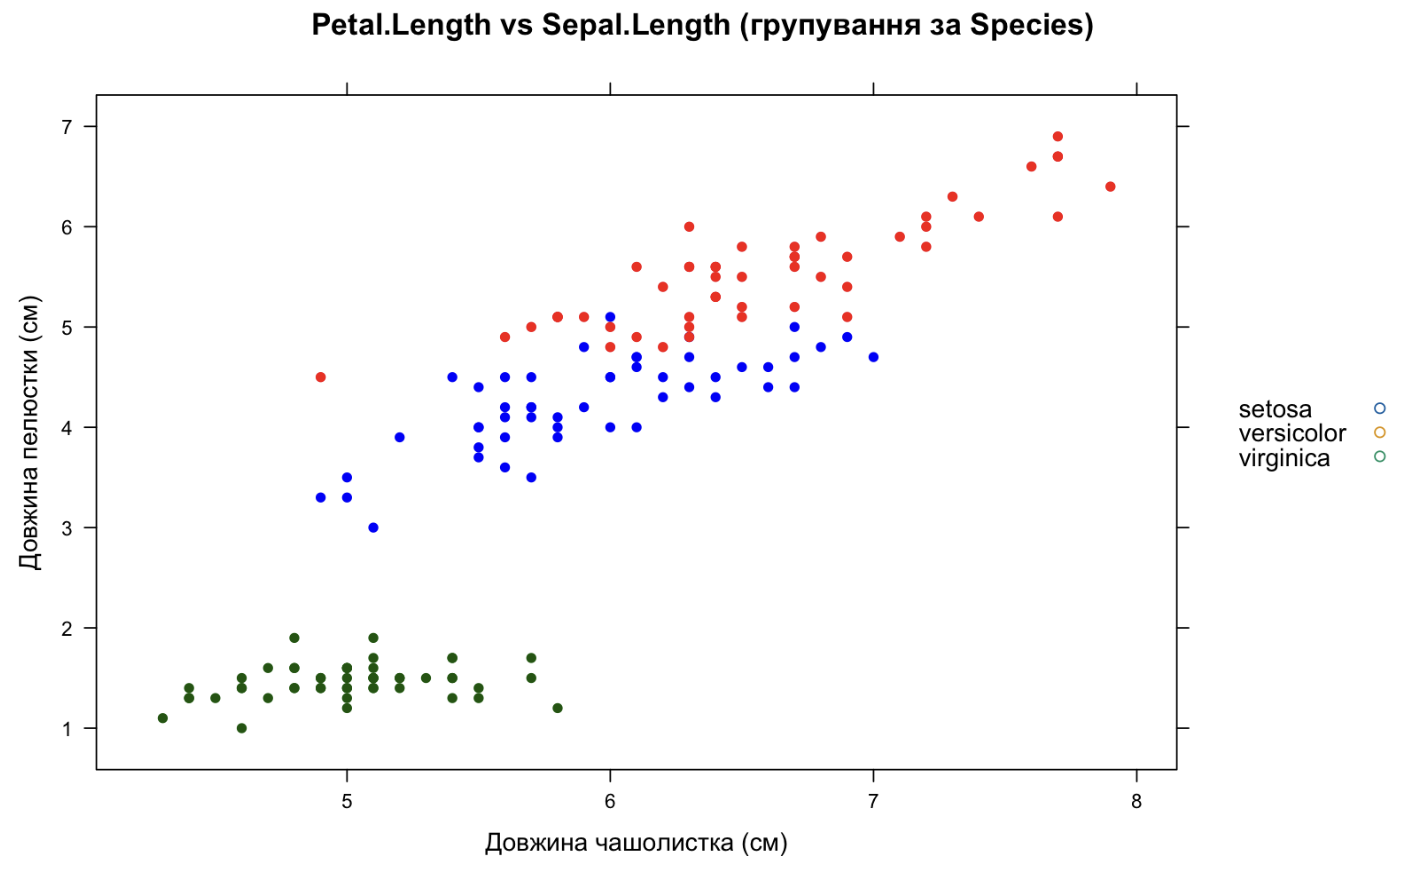 Petal.Length vs Sepal.Length (групування за Species)
7
6
5
4
3
2
1
Довжина пелюстки (см)
5 6 7 8
Довжина чашолистка (см)
setosa
versicolor
virginica